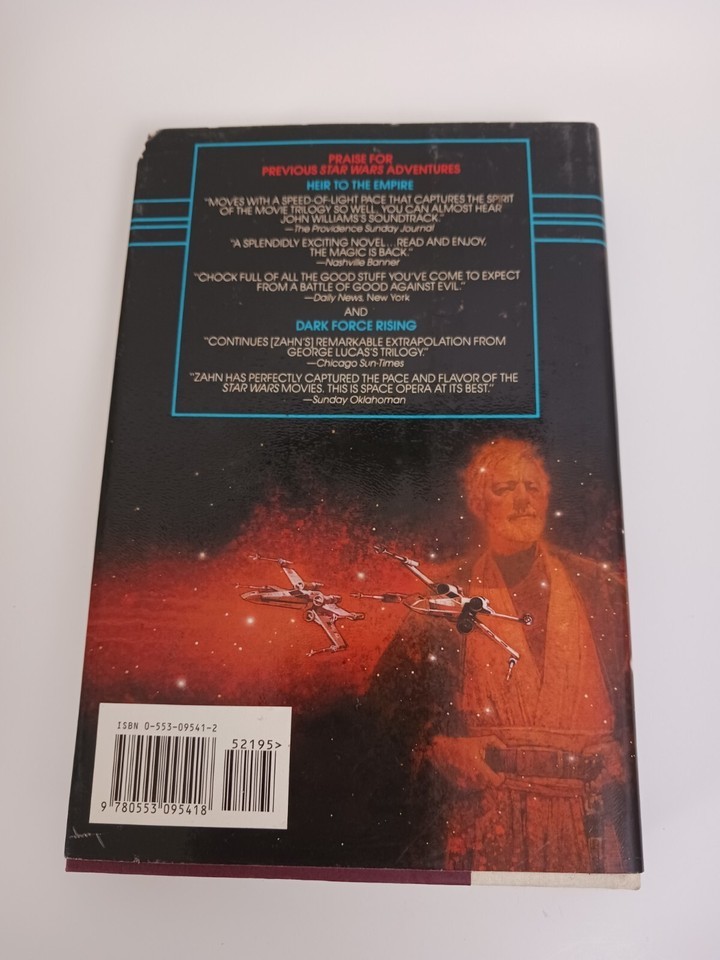 PRAISE FOR
PREVIOUS STAR WARS ADVENTURES
HEIR TO THE EMPIRE
"MOVES WITH A SPEED-OF-LIGHT PACE THAT CAPTURES THE SPIRIT
OF THE MOVIE TRILOGY SO WELL, YOU CAN ALMOST HEAR
JOHN WILLIAMS'S SOUNDTRACK."
—The Providence Sunday Journal
"A SPLENDIDLY EXCITING NOVEL...READ AND ENJOY,
THE MAGIC IS BACK."
—Nashville Banner
"CHOCK FULL OF ALL THE GOOD STUFF YOU'VE COME TO EXPECT
FROM A BATTLE OF GOOD AGAINST EVIL."
—Daily News, New York
AND
DARK FORCE RISING
"CONTINUES [ZAHN'S] REMARKABLE EXTRAPOLATION FROM
GEORGE LUCAS'S TRILOGY."
—Chicago Sun-Times
"ZAHN HAS PERFECTLY CAPTURED THE PACE AND FLAVOR OF THE
STAR WARS MOVIES. THIS IS SPACE OPERA AT ITS BEST."
—Sunday Oklahoman
ISBN 0-553-09541-2
52195>
9 780553 095418